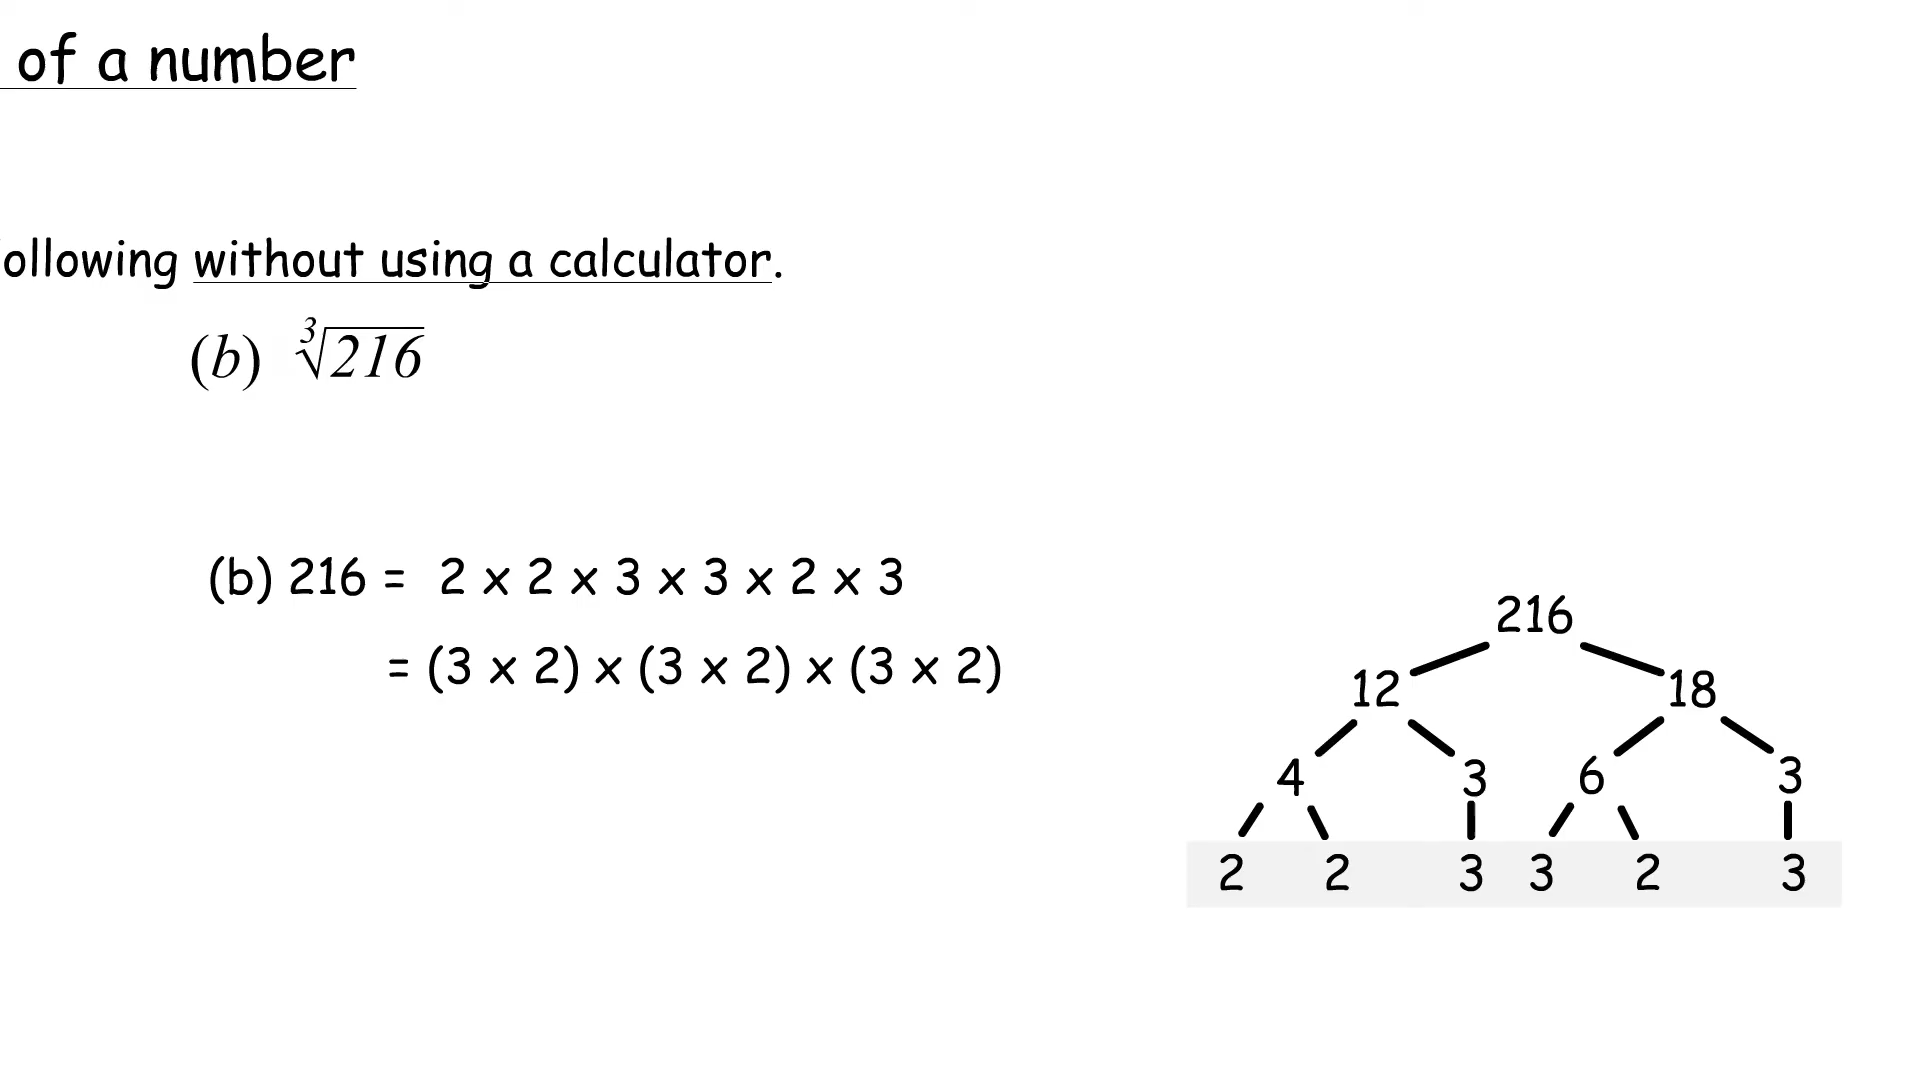 of a number
ollowing without using a calculator.
(b) ∛216
(b) 216 = 2 x 2 x 3 x 3 x 2 x 3
= (3 x 2) x (3 x 2) x (3 x 2)
216
12 18
4 3 6 3
2 2 3 3 2 3